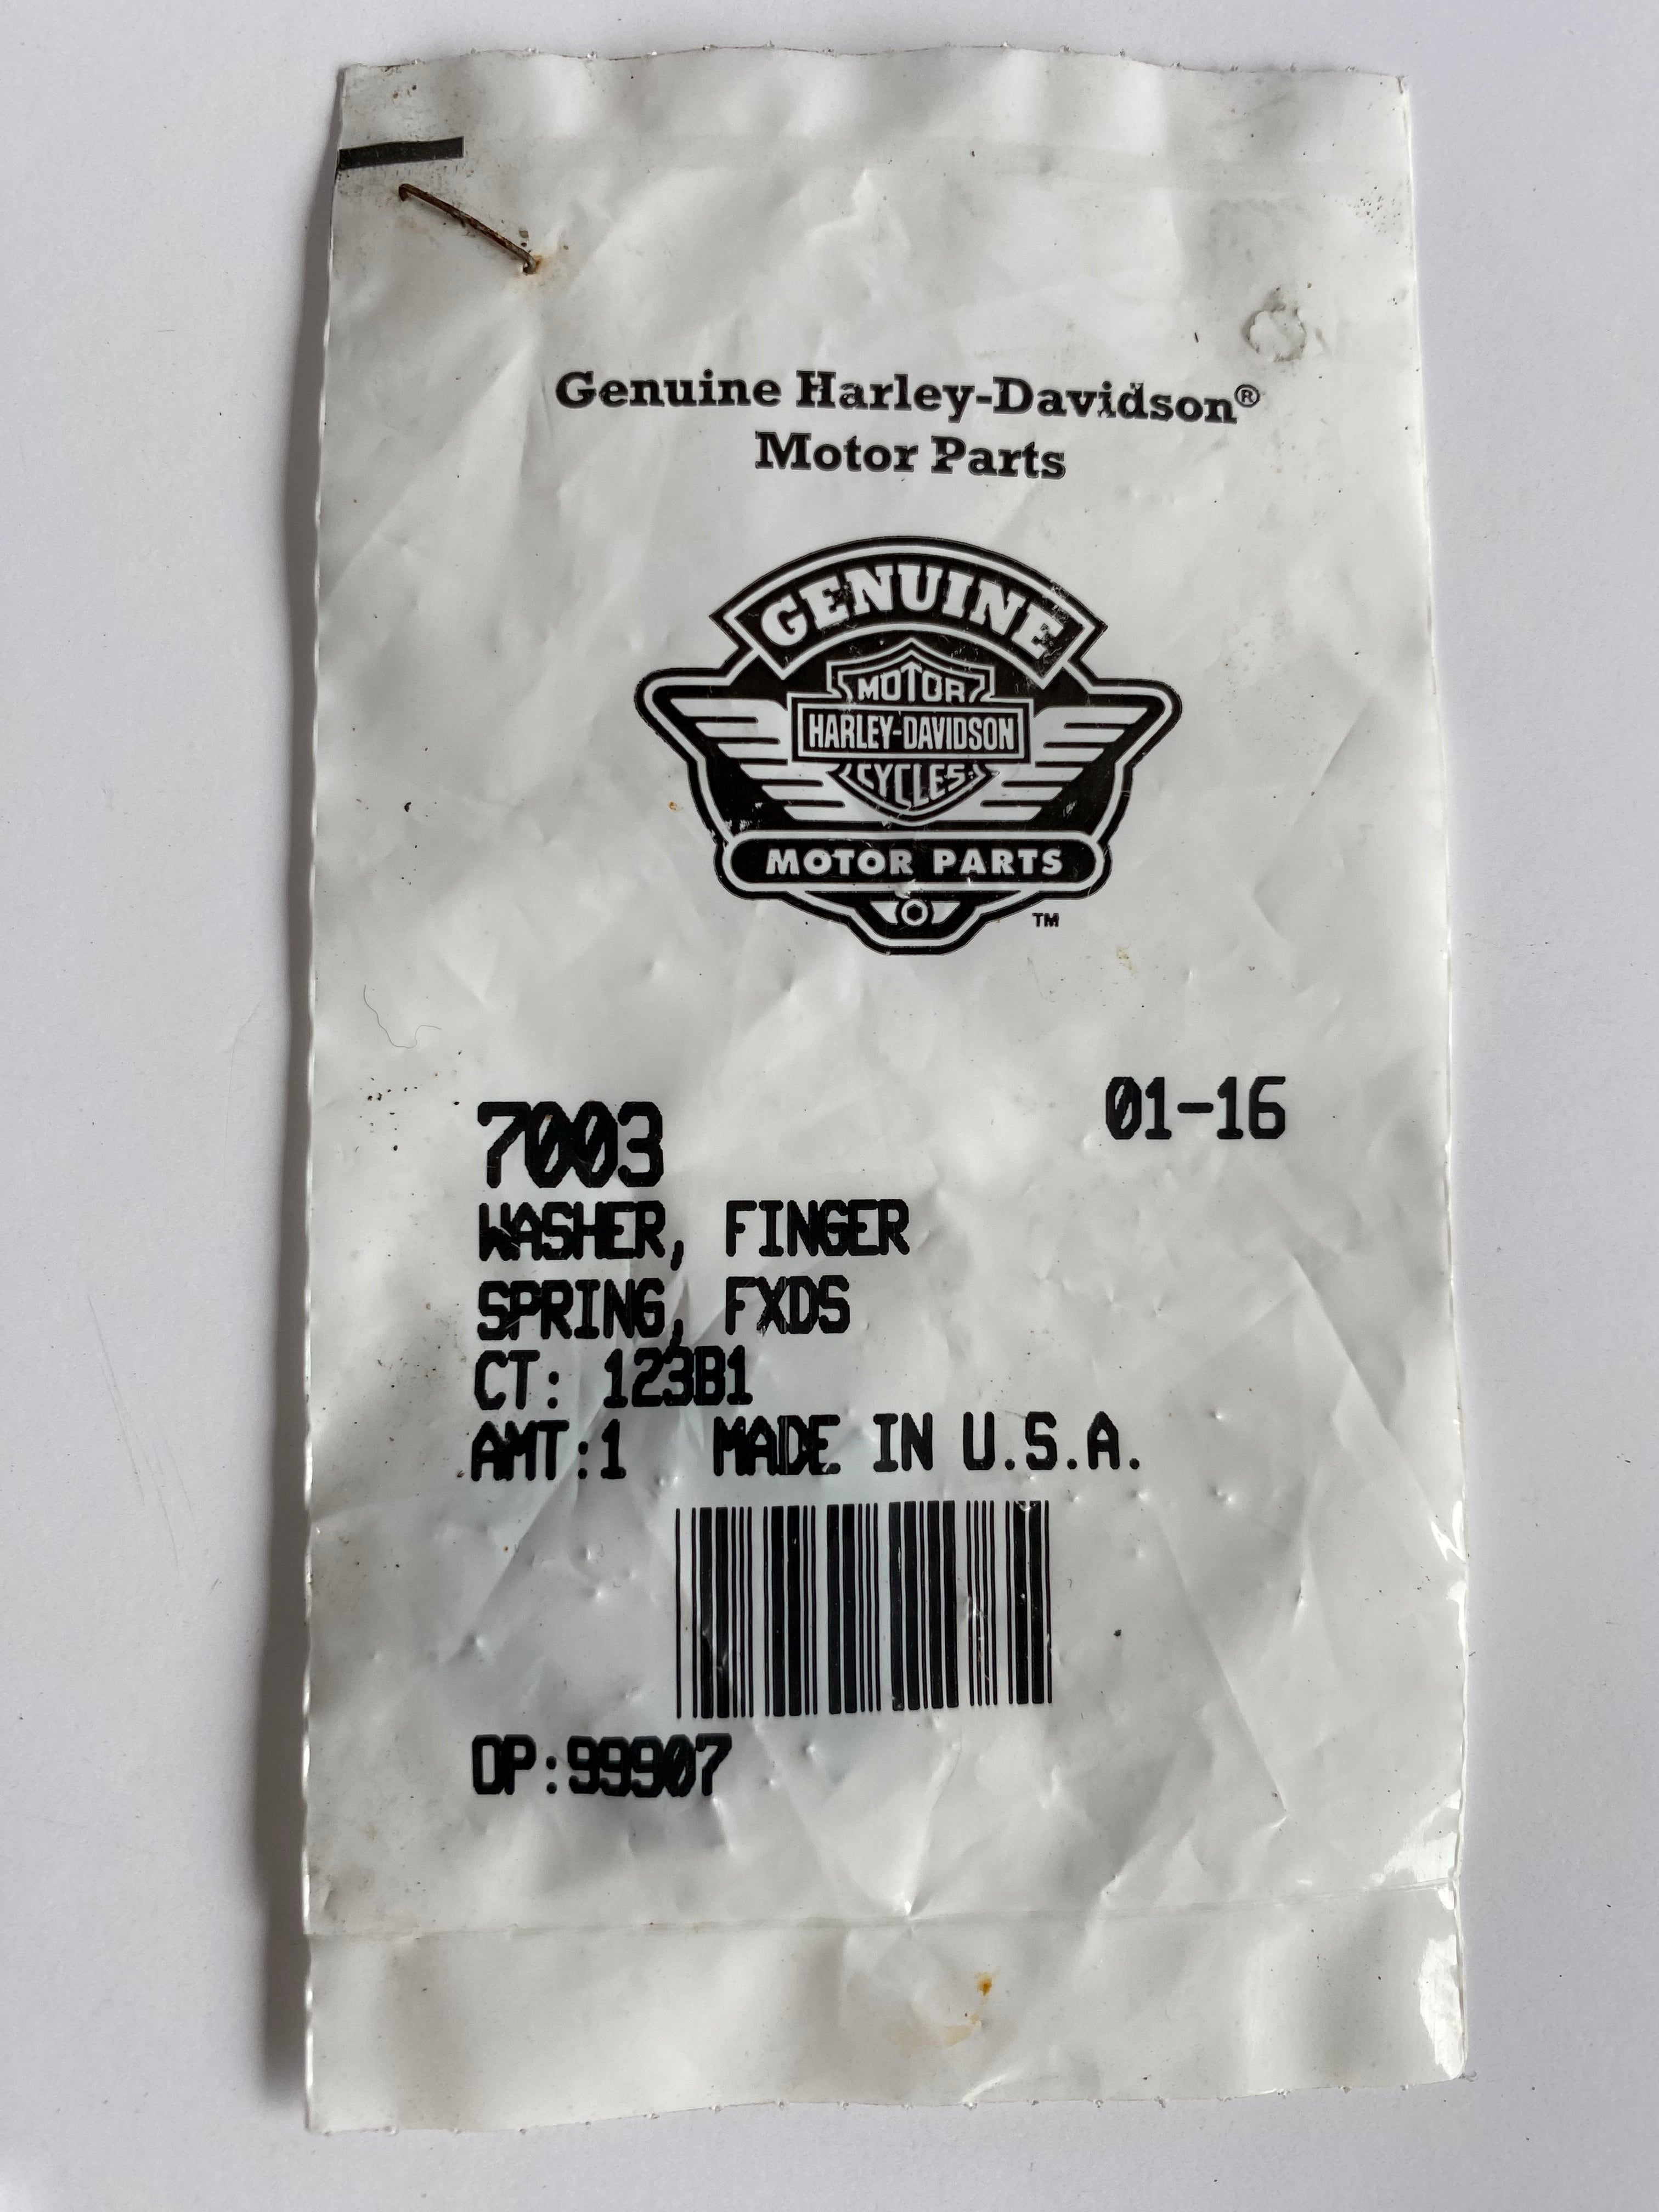 Genuine Harley-Davidson®
Motor Parts
GENUINE
MOTOR
HARLEY-DAVIDSON
CYCLES
MOTOR PARTS
TM
01-16
7003
WASHER, FINGER
SPRING, FXDS
CT: 123B1
AMT:1 MADE IN U.S.A.
OP:99907